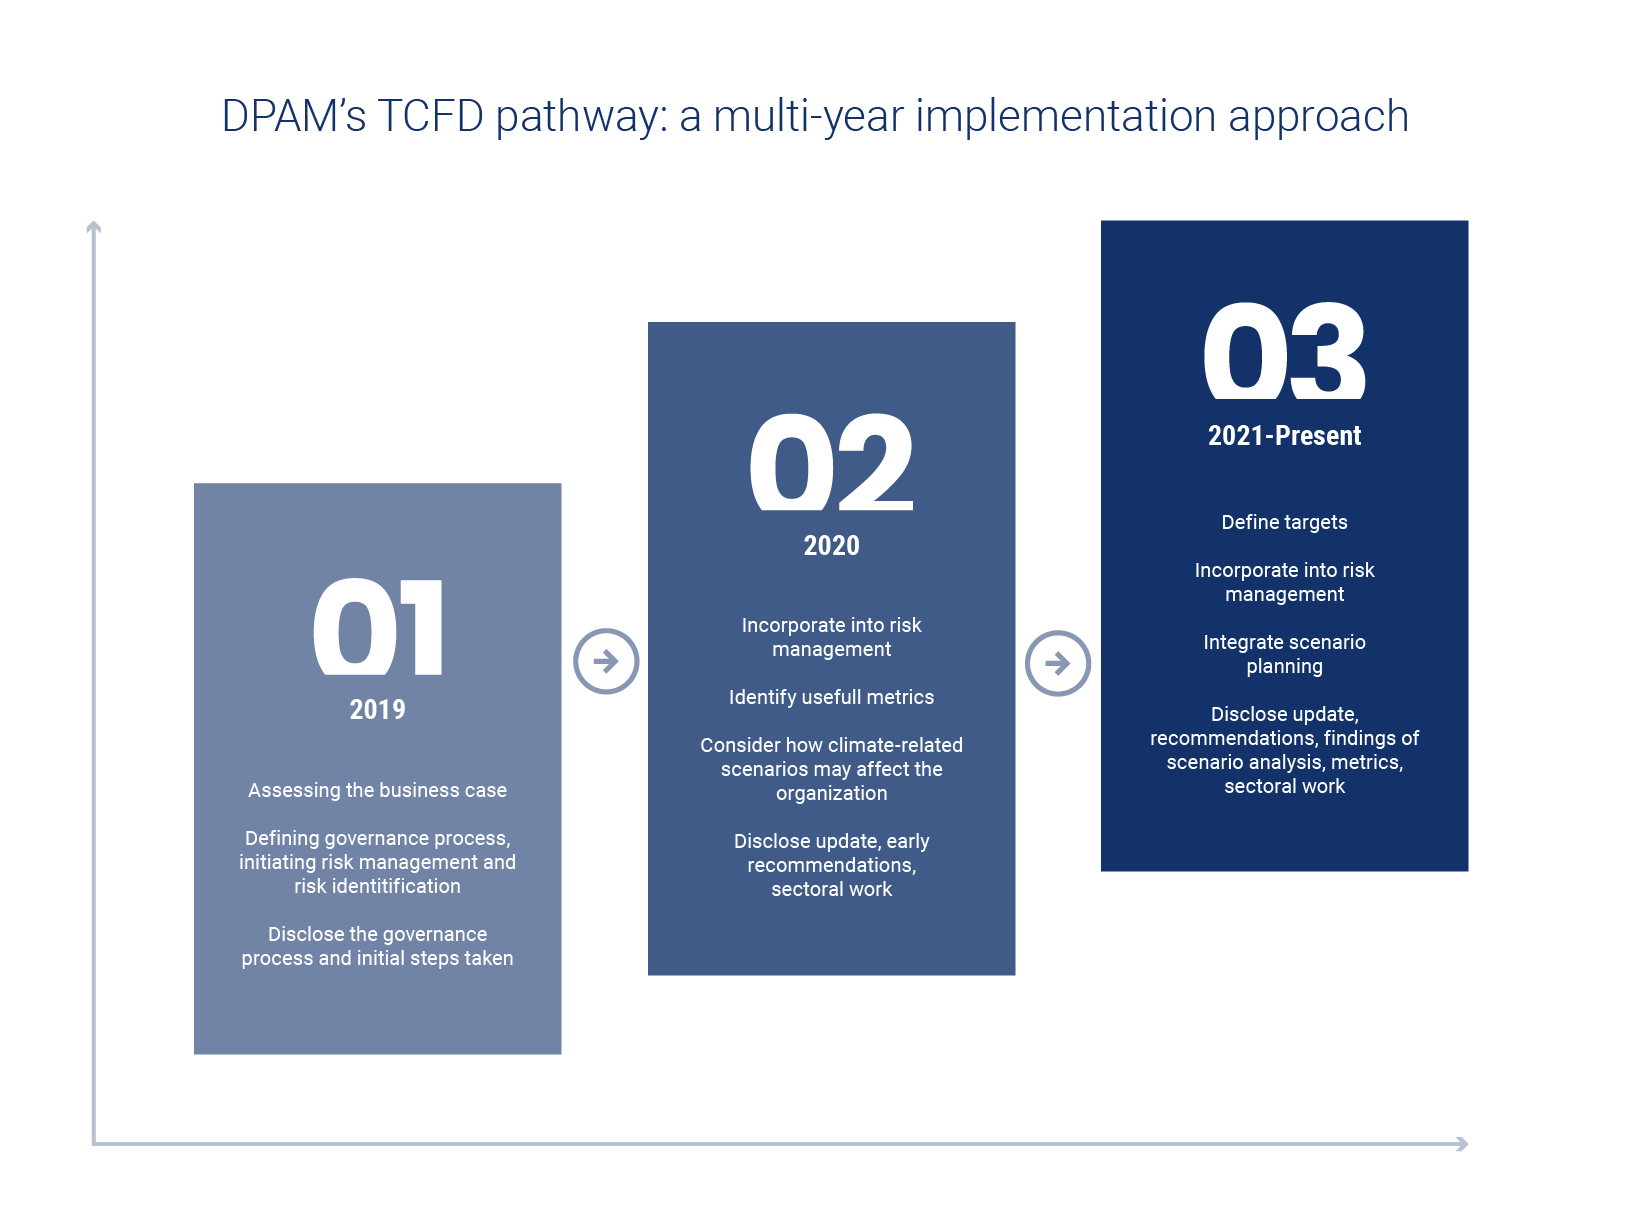 DPAM’s TCFD pathway: a multi-year implementation approach
01
2019
Assessing the business case
Defining governance process,
initiating risk management and
risk identitification
Disclose the governance
process and initial steps taken
02
2020
Incorporate into risk
management
Identify usefull metrics
Consider how climate-related
scenarios may affect the
organization
Disclose update, early
recommendations,
sectoral work
03
2021-Present
Define targets
Incorporate into risk
management
Integrate scenario
planning
Disclose update,
recommendations, findings of
scenario analysis, metrics,
sectoral work